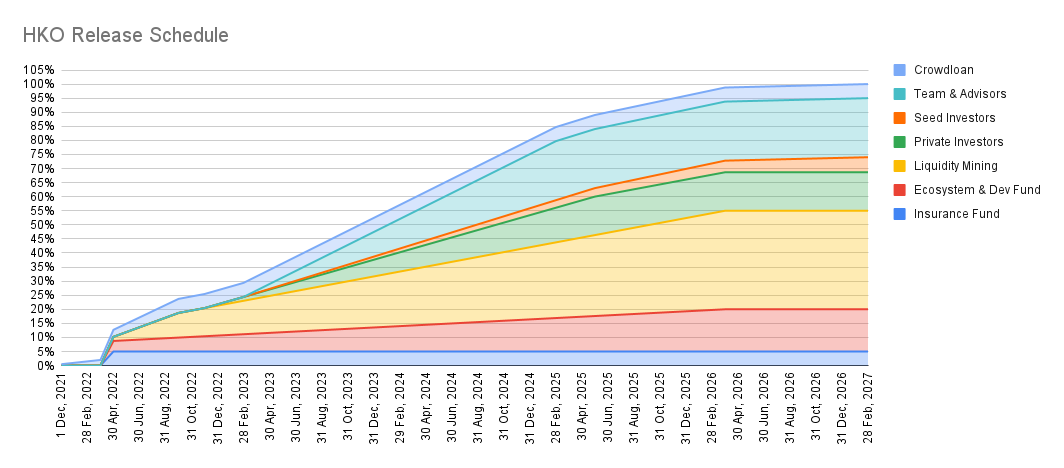 HKO Release Schedule
105%
100%
95%
90%
85%
80%
75%
70%
65%
60%
55%
50%
45%
40%
35%
30%
25%
20%
15%
10%
5%
0%
1 Dec, 2021
28 Feb, 2022
30 Apr, 2022
30 Jun, 2022
31 Aug, 2022
31 Oct, 2022
31 Dec, 2022
28 Feb, 2023
30 Apr, 2023
30 Jun, 2023
31 Aug, 2023
31 Oct, 2023
31 Dec, 2023
29 Feb, 2024
30 Apr, 2024
30 Jun, 2024
31 Aug, 2024
31 Oct, 2024
31 Dec, 2024
28 Feb, 2025
30 Apr, 2025
30 Jun, 2025
31 Aug, 2025
31 Oct, 2025
31 Dec, 2025
28 Feb, 2026
30 Apr, 2026
30 Jun, 2026
31 Aug, 2026
31 Oct, 2026
31 Dec, 2026
28 Feb, 2027
Crowdloan
Team & Advisors
Seed Investors
Private Investors
Liquidity Mining
Ecosystem & Dev Fund
Insurance Fund